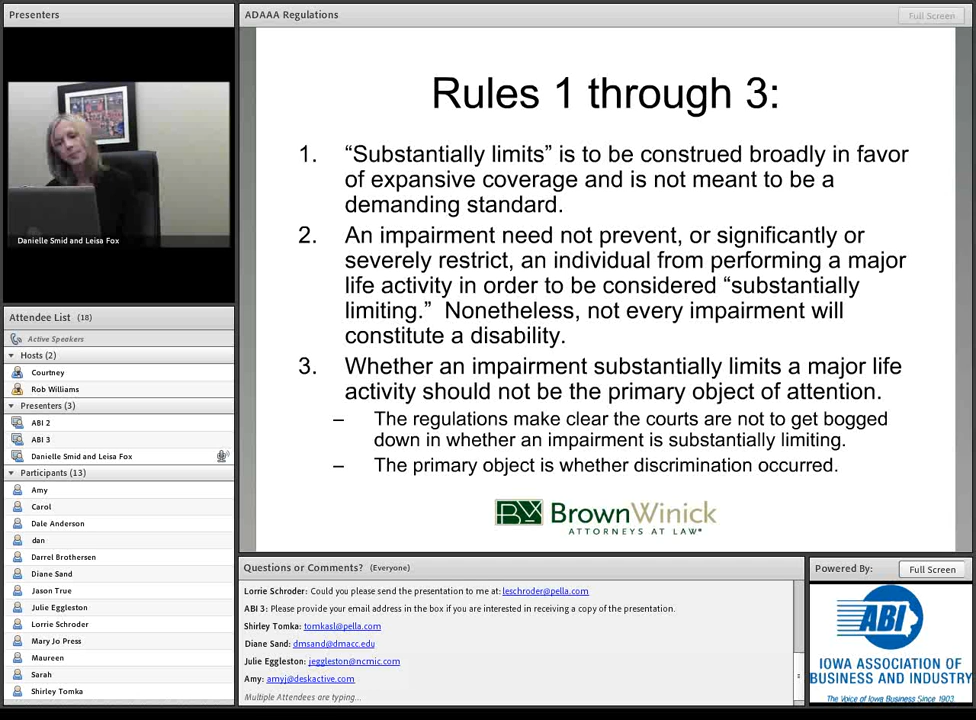 Presenters
Danielle Smid and Leisa Fox
Attendee List (18)
Active Speakers
Hosts (2)
Courtney
Rob Williams
Presenters (3)
ABI 2
ABI 3
Danielle Smid and Leisa Fox
Participants (13)
Amy
Carol
Dale Anderson
dan
Darrel Brothersen
Diane Sand
Jason True
Julie Eggleston
Lorrie Schroder
Mary Jo Press
Maureen
Sarah
Shirley Tomka
ADAAA Regulations
Full Screen
Rules 1 through 3:
1. “Substantially limits” is to be construed broadly in favor
of expansive coverage and is not meant to be a
demanding standard.
2. An impairment need not prevent, or significantly or
severely restrict, an individual from performing a major
life activity in order to be considered “substantially
limiting.” Nonetheless, not every impairment will
constitute a disability.
3. Whether an impairment substantially limits a major life
activity should not be the primary object of attention.
– The regulations make clear the courts are not to get bogged
down in whether an impairment is substantially limiting.
– The primary object is whether discrimination occurred.
BW BrownWinick
ATTORNEYS AT LAW®
Questions or Comments? (Everyone)
Lorrie Schroder: Could you please send the presentation to me at: leschroder@pella.com
ABI 3: Please provide your email address in the box if you are interested in receiving a copy of the presentation.
Shirley Tomka: tomkasl@pella.com
Diane Sand: dmsand@dmacc.edu
Julie Eggleston: jeggleston@ncmic.com
Amy: amyj@deskactive.com
Multiple Attendees are typing...
Powered By:
Full Screen
ABI
IOWA ASSOCIATION OF
BUSINESS AND INDUSTRY
The Voice of Iowa Business Since 1903.